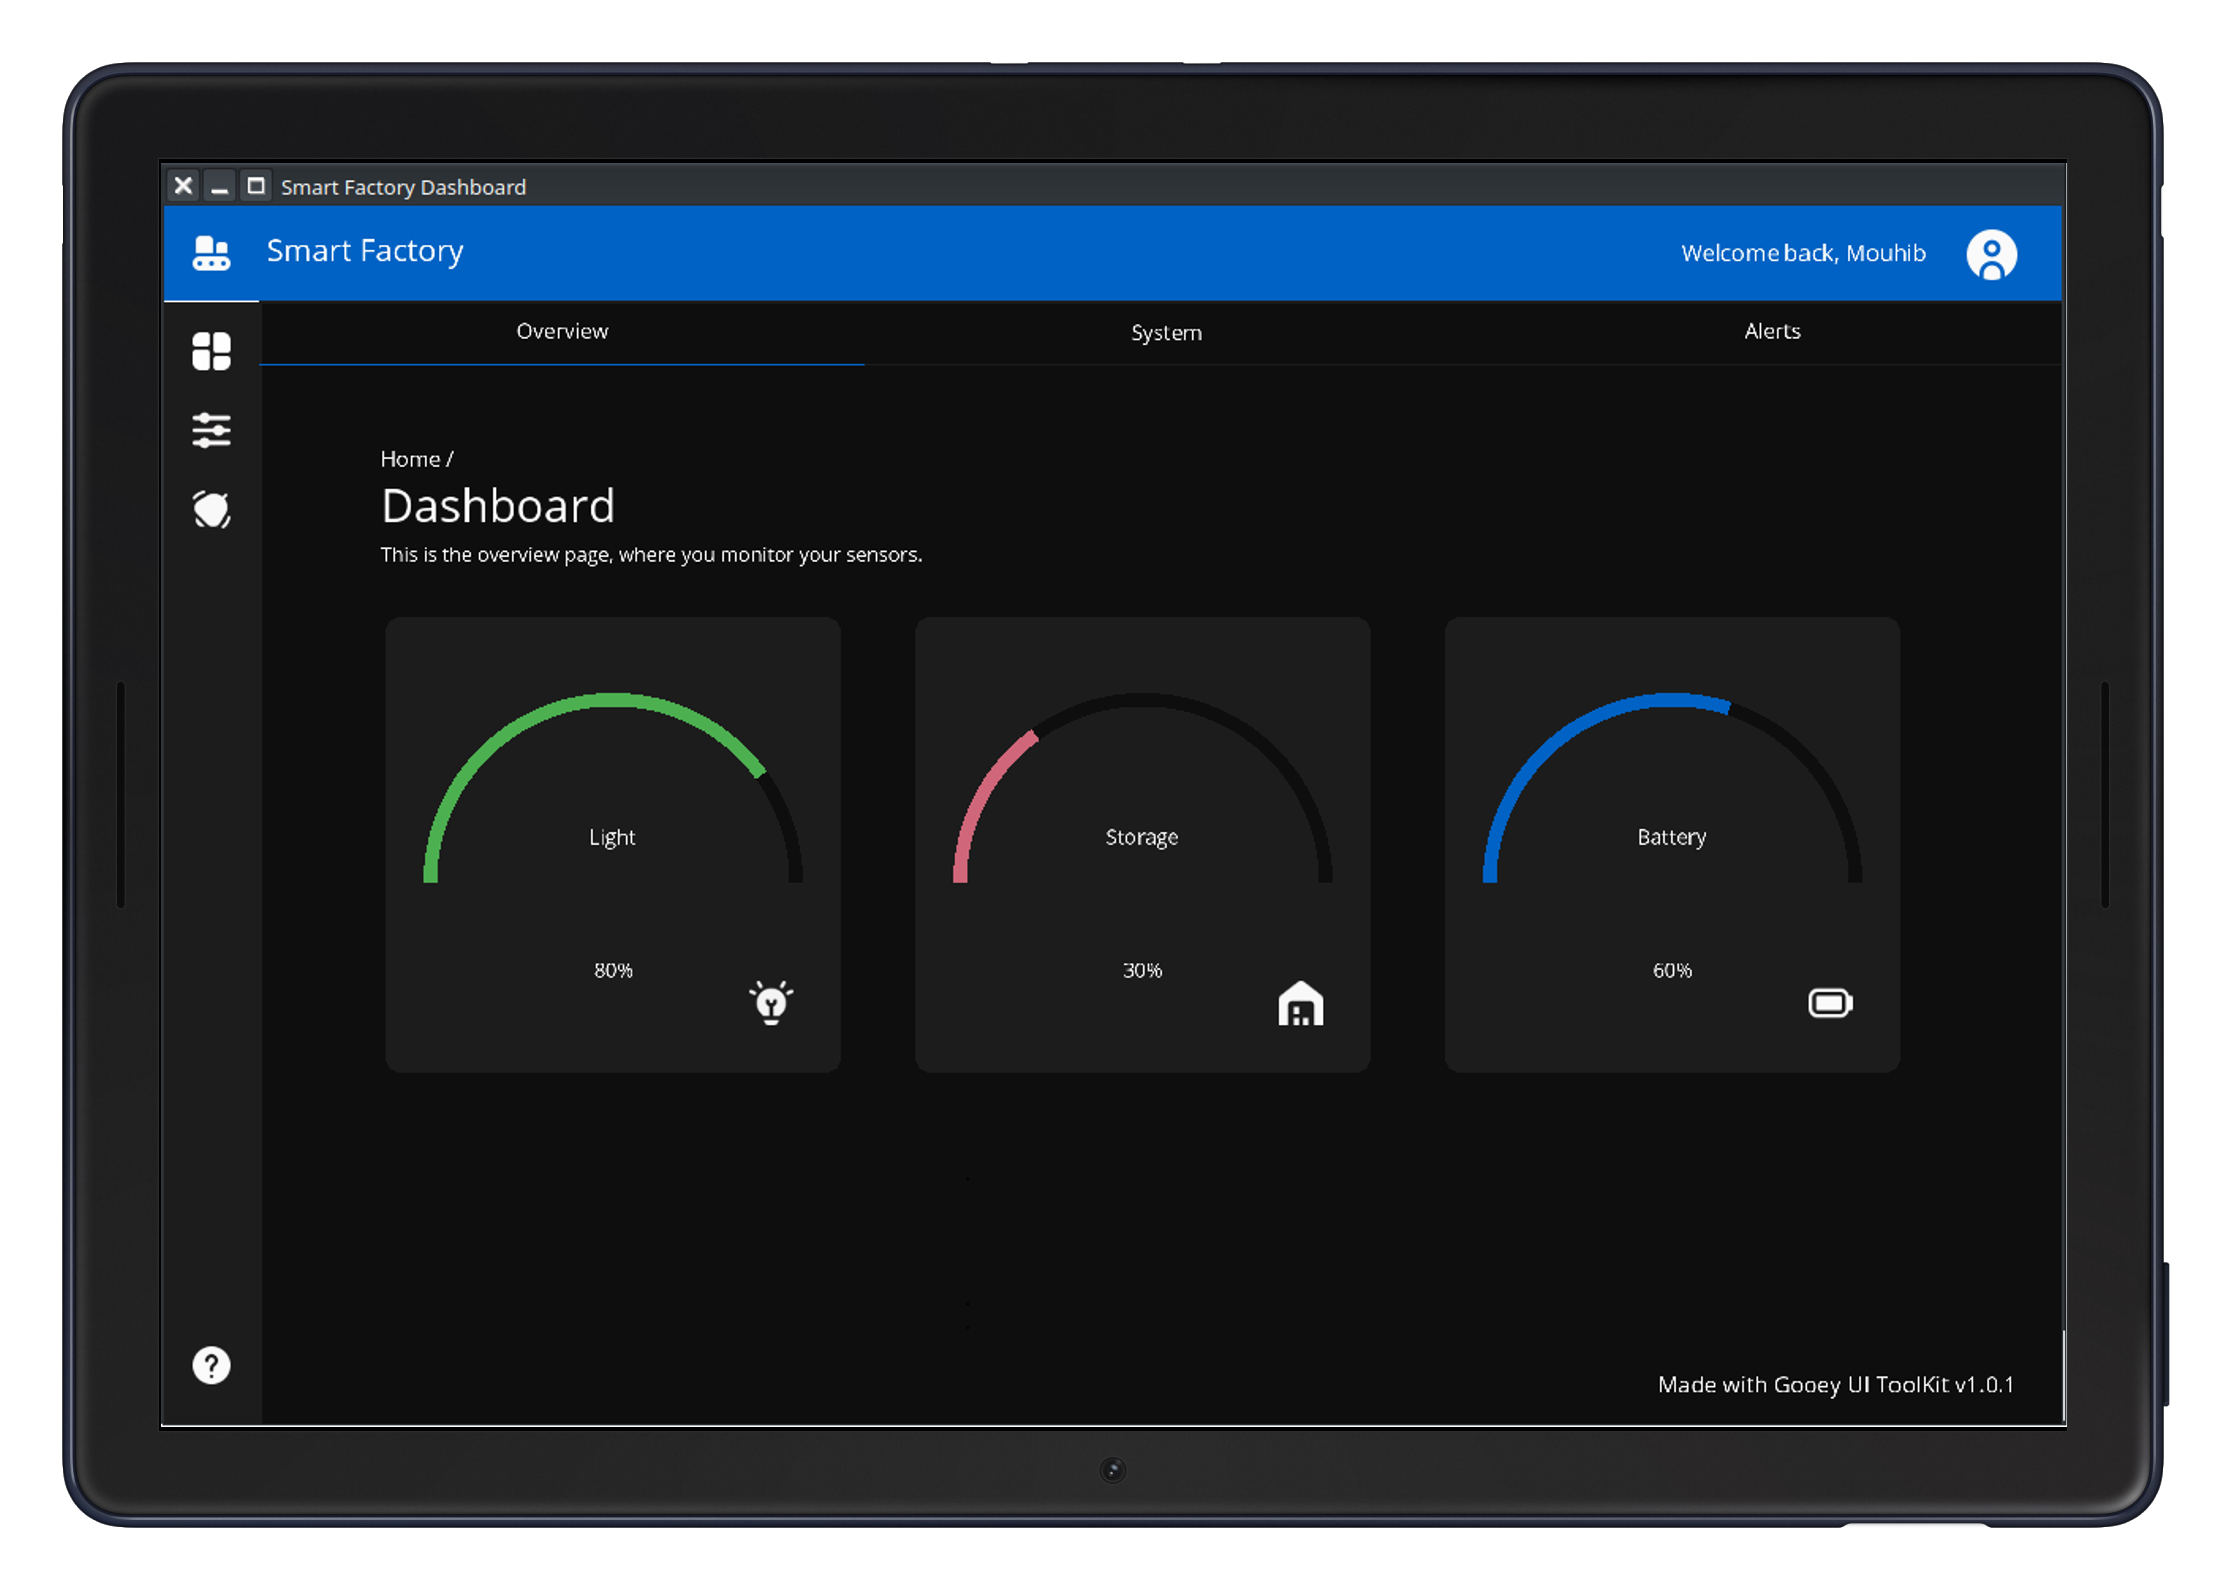 Smart Factory Dashboard
Smart Factory
Welcome back, Mouhib
Overview
System
Alerts
Home /
Dashboard
This is the overview page, where you monitor your sensors.
Light
80%
Storage
30%
Battery
60%
?
Made with Gooey UI ToolKit v1.0.1